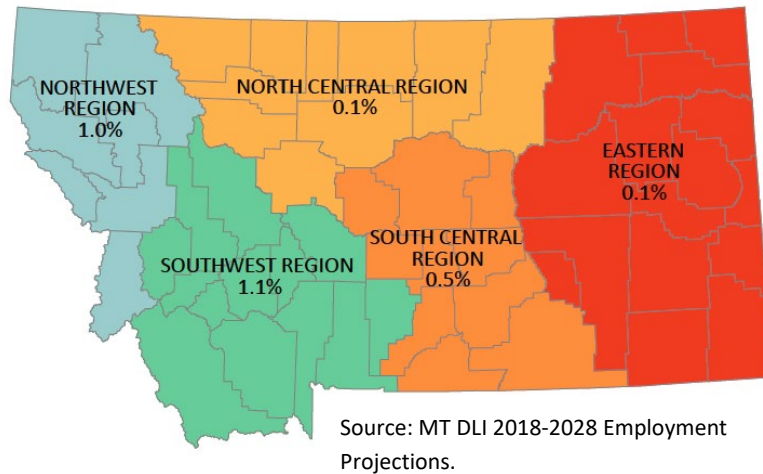 NORTHWEST
REGION
1.0%
NORTH CENTRAL REGION
0.1%
EASTERN
REGION
0.1%
SOUTHWEST REGION
1.1%
SOUTH CENTRAL
REGION
0.5%
Source: MT DLI 2018-2028 Employment
Projections.